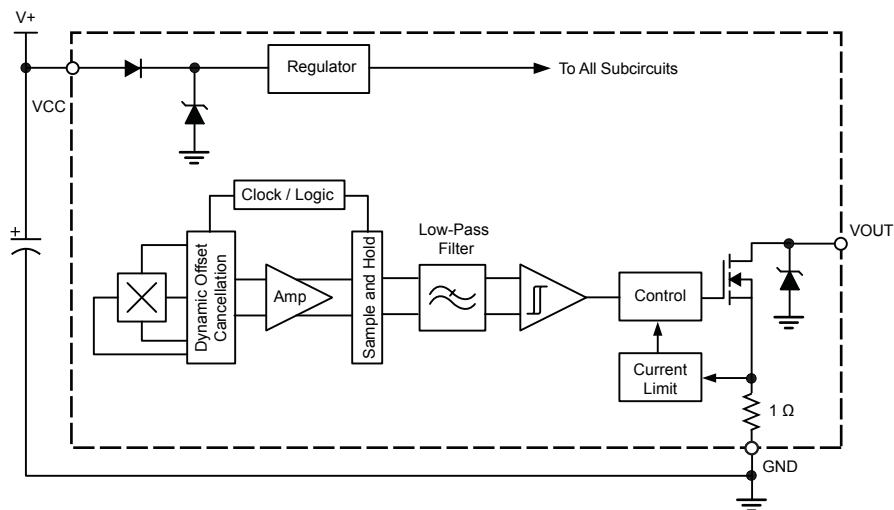 V+
Regulator
To All Subcircuits
VCC
Clock / Logic
+
Dynamic Offset
Cancellation
Amp
Sample and Hold
Low-Pass
Filter
Control
VOUT
Current
Limit
1 Ω
GND